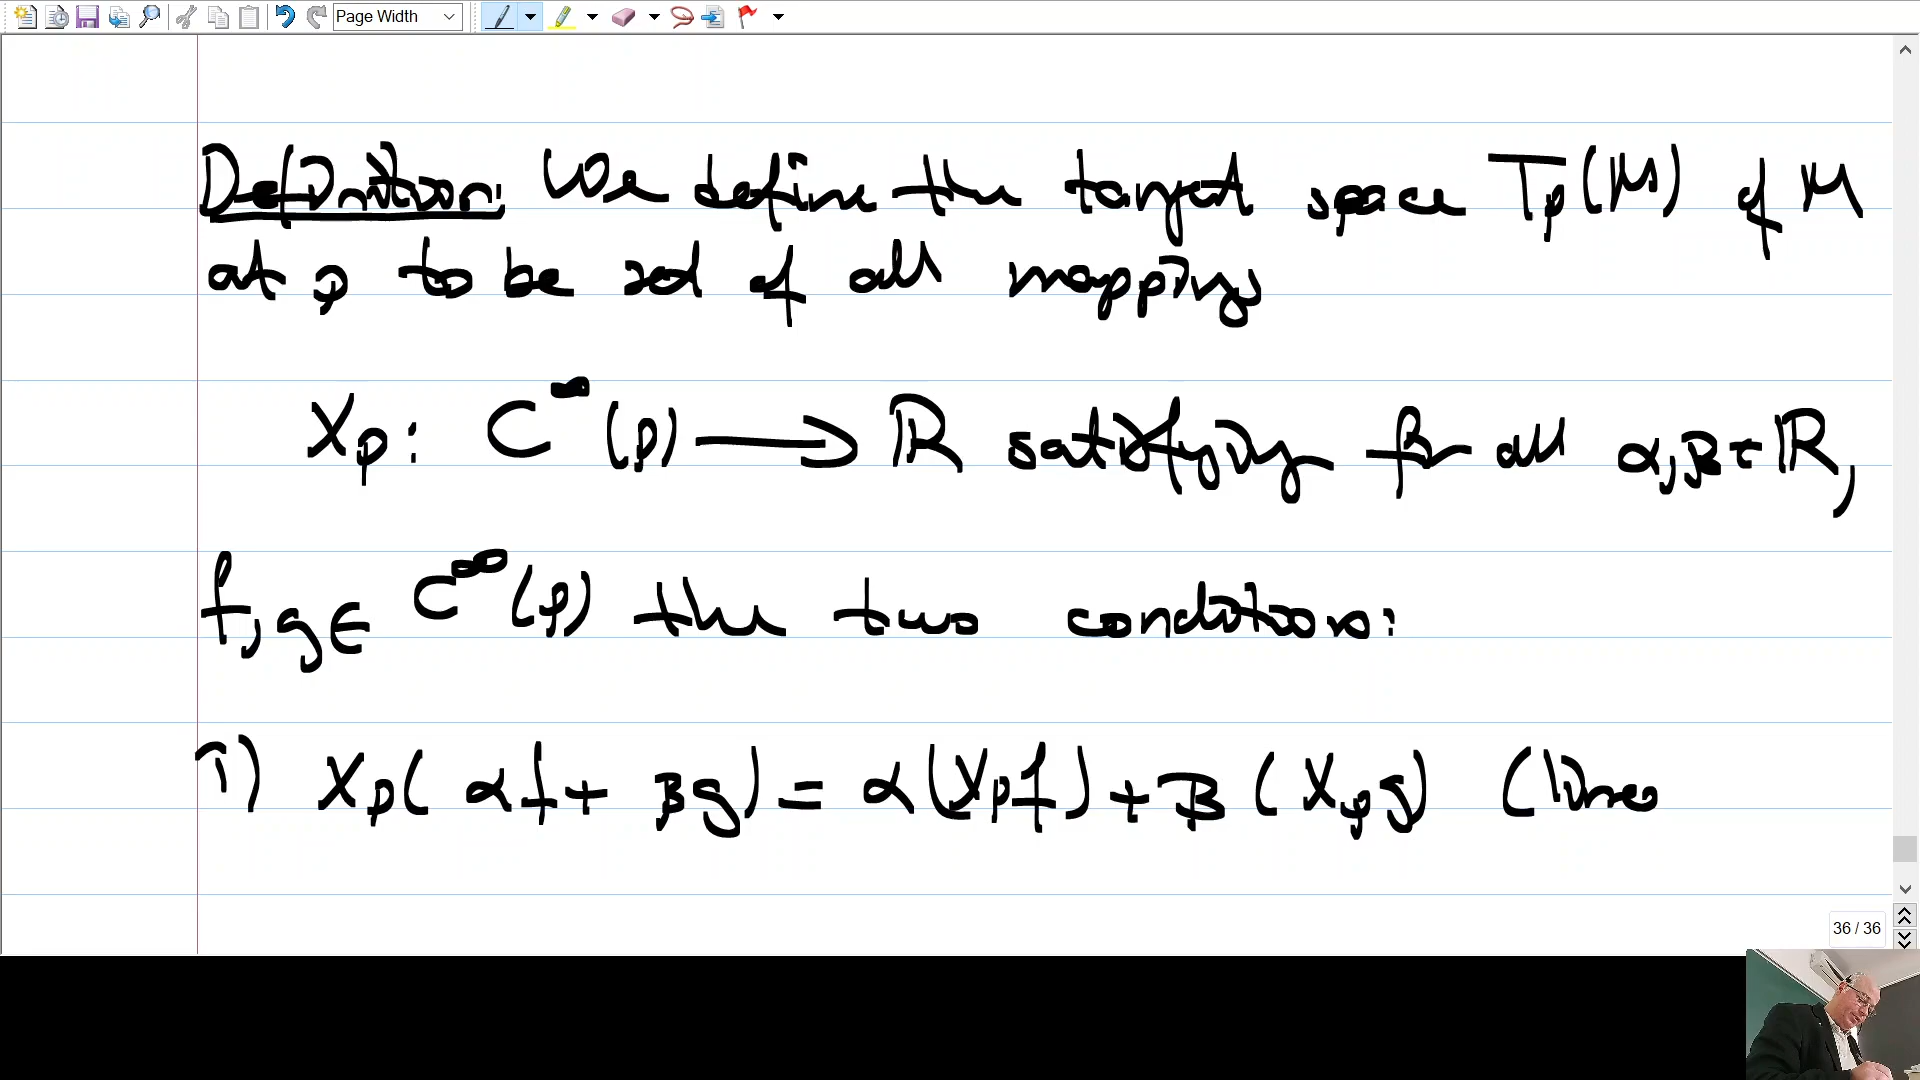 Page Width
Definition: We define the tangent space Tp(M) of M
at p to be set of all mappings
Xp: C^∞(p) ⟶ ℝ satisfying for all α,β ∈ ℝ,
f,g ∈ C^∞(p) the two conditions:
i) Xp(αf + βg) = α(Xpf) + β(Xpg) (linea
36 / 36